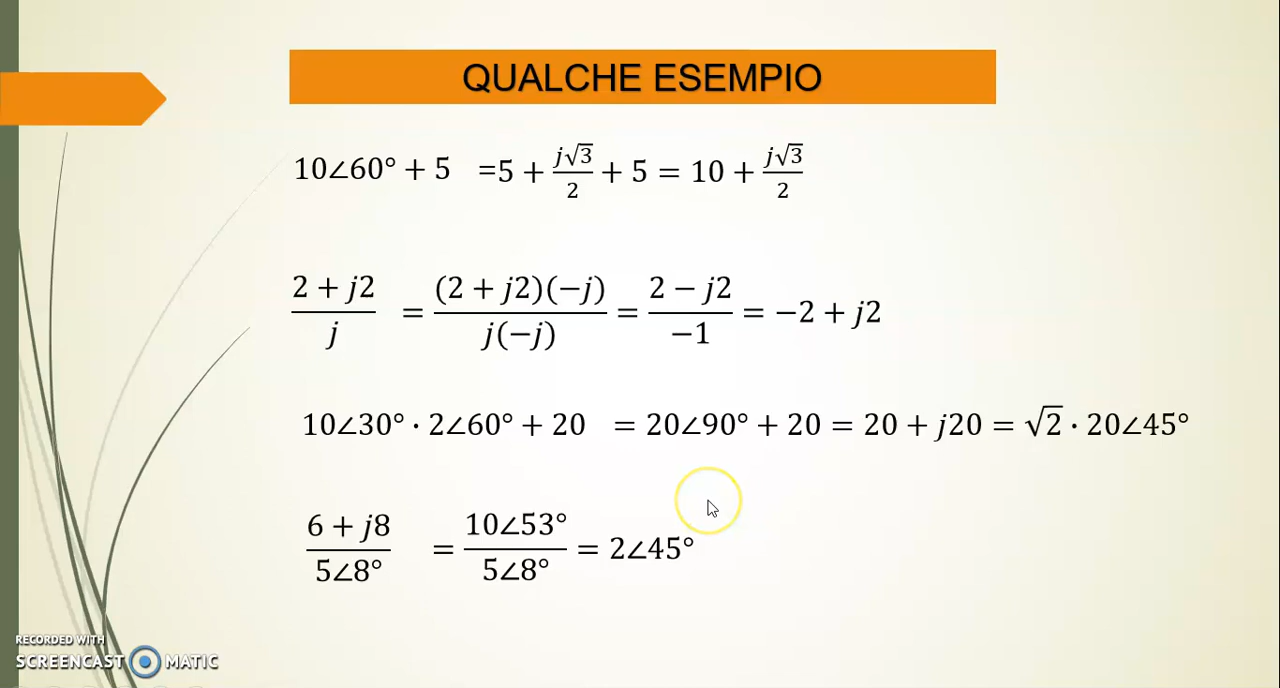 QUALCHE ESEMPIO
10∠60° + 5 =5 + j√3/2 + 5 = 10 + j√3/2
2 + j2/j = (2 + j2)(−j)/j(−j) = 2 − j2/−1 = −2 + j2
10∠30° · 2∠60° + 20 = 20∠90° + 20 = 20 + j20 = √2 · 20∠45°
6 + j8/5∠8° = 10∠53°/5∠8° = 2∠45°
RECORDED WITH
SCREENCAST MATIC